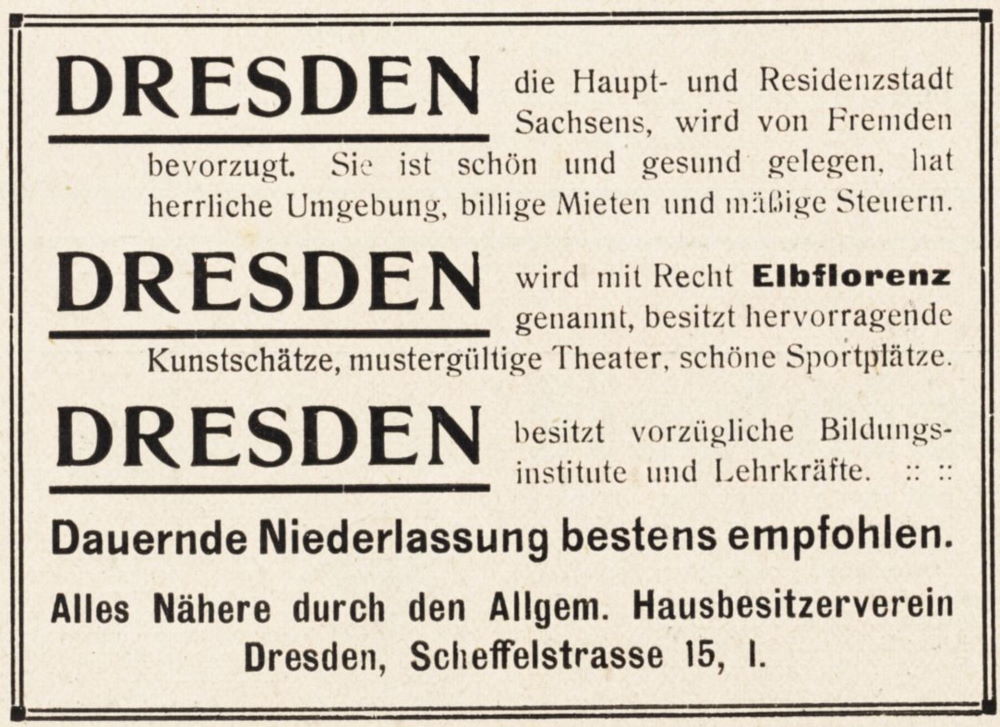 DRESDEN die Haupt- und Residenzstadt
Sachsens, wird von Fremden
bevorzugt. Sie ist schön und gesund gelegen, hat
herrliche Umgebung, billige Mieten und mäßige Steuern.
DRESDEN wird mit Recht Elbflorenz
genannt, besitzt hervorragende
Kunstschätze, mustergültige Theater, schöne Sportplätze.
DRESDEN besitzt vorzügliche Bildungs-
institute und Lehrkräfte. :: ::
Dauernde Niederlassung bestens empfohlen.
Alles Nähere durch den Allgem. Hausbesitzerverein
Dresden, Scheffelstrasse 15, I.